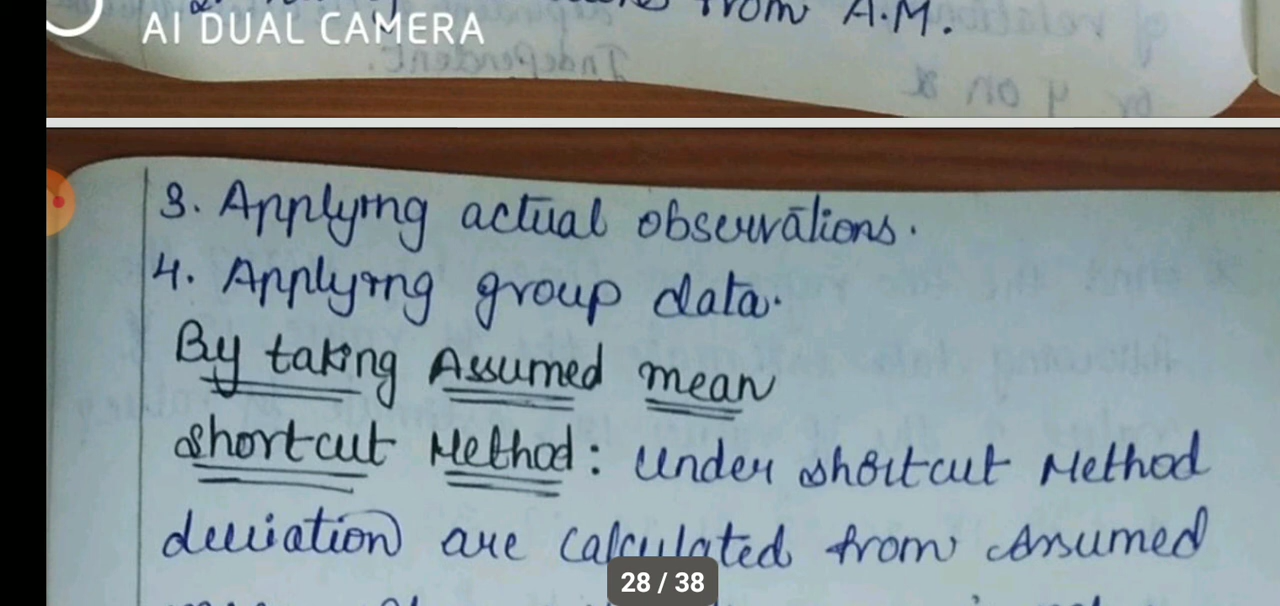 from A.M.
AI DUAL CAMERA
3. Applying actual observations.
4. Applying group data.
By taking Assumed mean
shortcut Method: under shortcut Method
deviation are calculated from Assumed
28 / 38